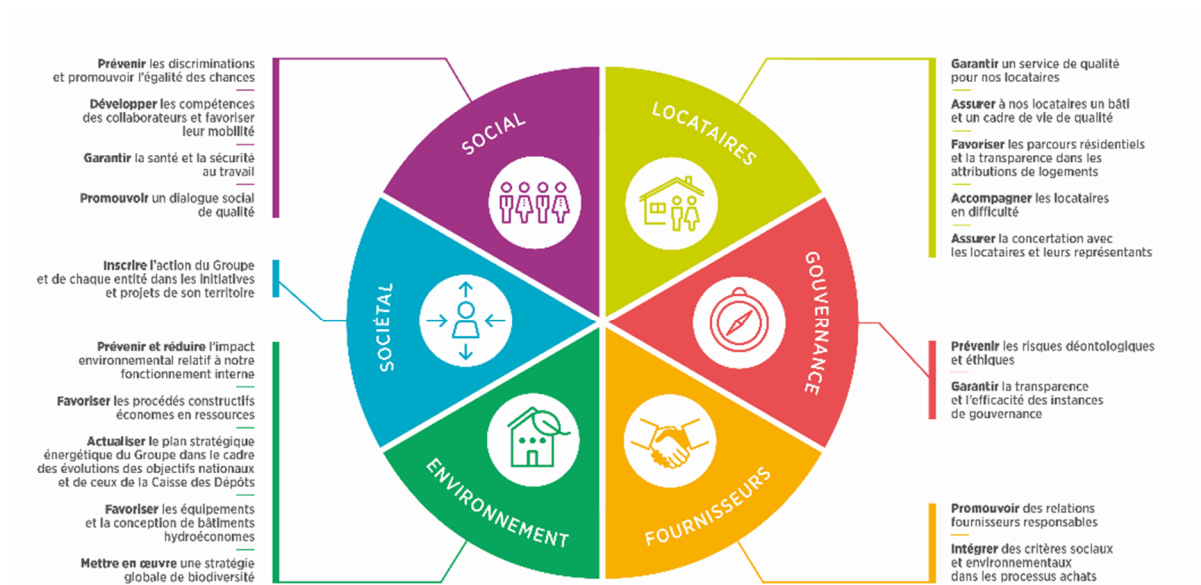 Prévenir les discriminations
et promouvoir l'égalité des chances
Développer les compétences
des collaborateurs et favoriser
leur mobilité
Garantir la santé et la sécurité
au travail
Promouvoir un dialogue social
de qualité
Inscrire l'action du Groupe
et de chaque entité dans les initiatives
et projets de son territoire
Prévenir et réduire l'impact
environnemental relatif à notre
fonctionnement interne
Favoriser les procédés constructifs
économes en ressources
Actualiser le plan stratégique
énergétique du Groupe dans le cadre
des évolutions des objectifs nationaux
et de ceux de la Caisse des Dépôts
Favoriser les équipements
et la conception de bâtiments
hydroéconomes
Mettre en œuvre une stratégie
globale de biodiversité
SOCIAL
LOCATAIRES
SOCIÉTAL
GOUVERNANCE
ENVIRONNEMENT
FOURNISSEURS
Garantir un service de qualité
pour nos locataires
Assurer à nos locataires un bâti
et un cadre de vie de qualité
Favoriser les parcours résidentiels
et la transparence dans les
attributions de logements
Accompagner les locataires
en difficulté
Assurer la concertation avec
les locataires et leurs représentants
Prévenir les risques déontologiques
et éthiques
Garantir la transparence
et l'efficacité des instances
de gouvernance
Promouvoir des relations
fournisseurs responsables
Intégrer des critères sociaux
et environnementaux
dans les processus achats